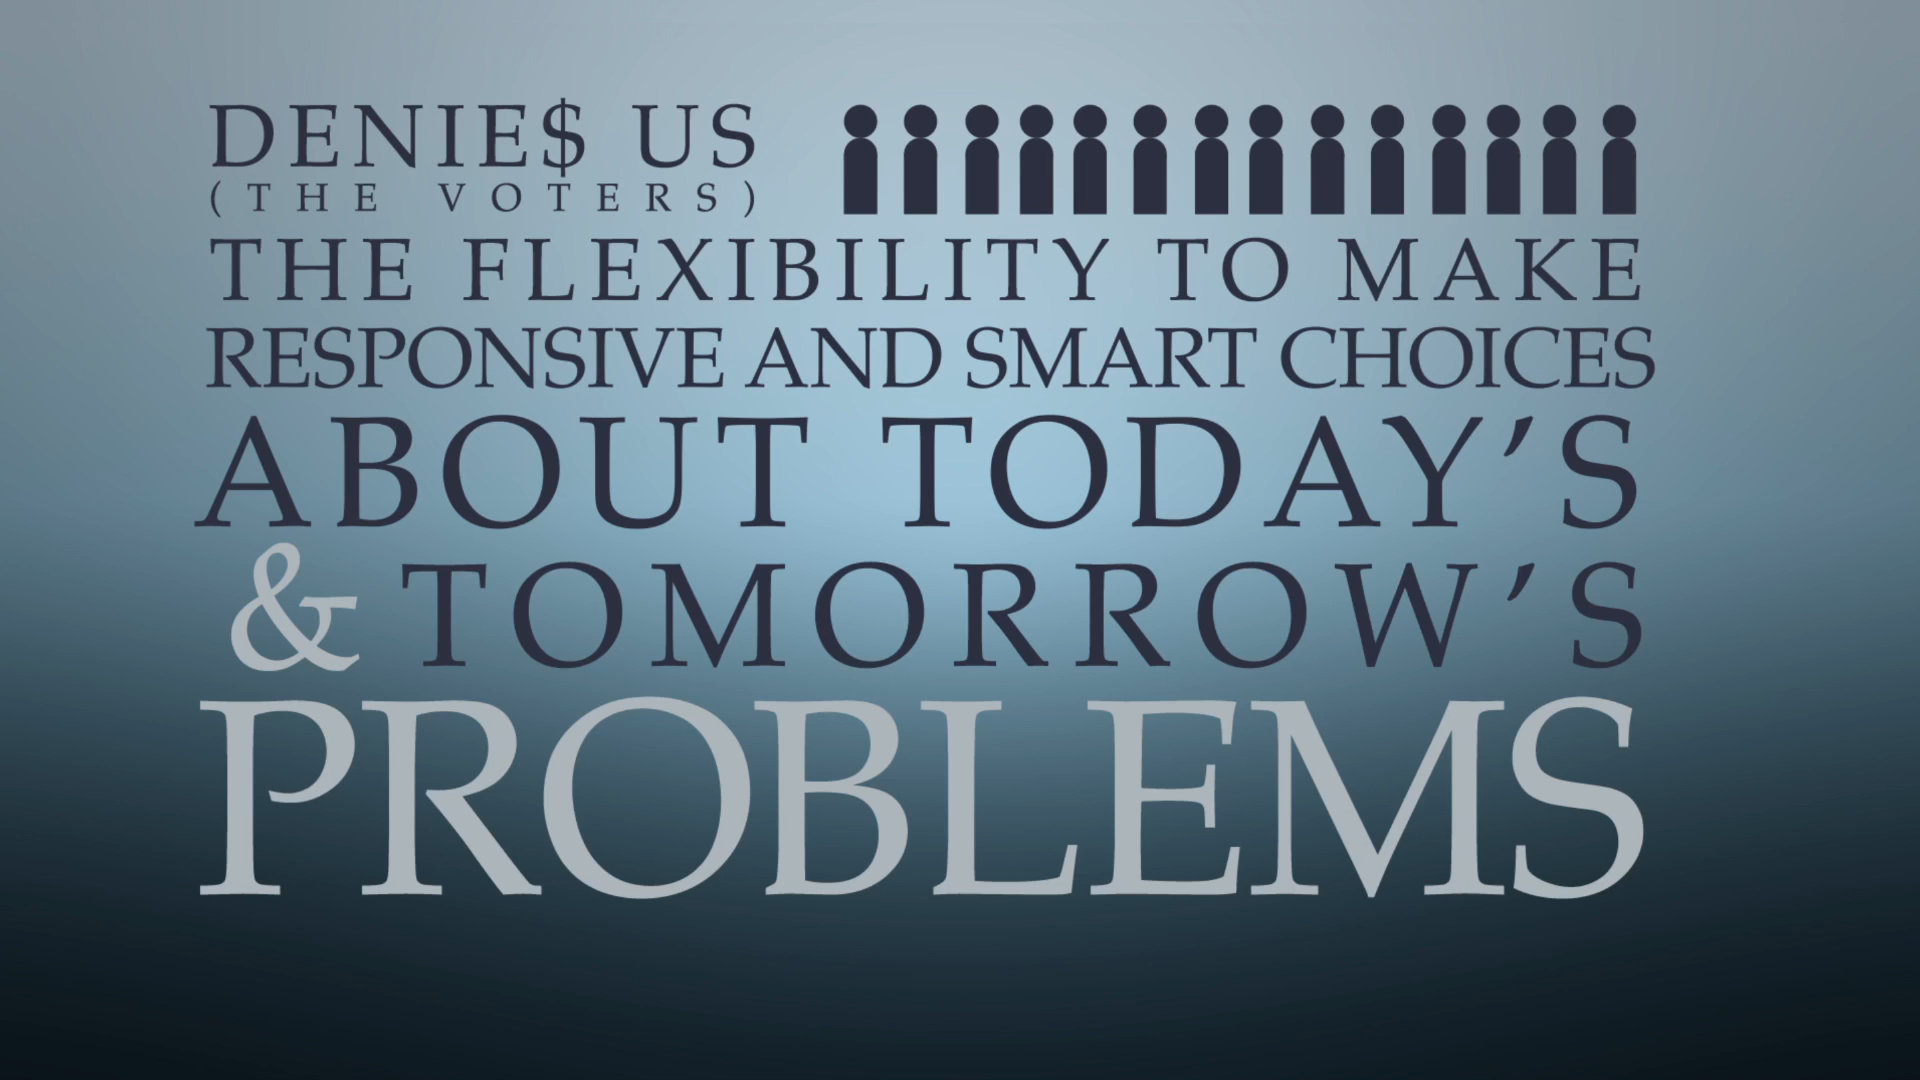 DENIE$ US
(THE VOTERS)
THE FLEXIBILITY TO MAKE
RESPONSIVE AND SMART CHOICES
ABOUT TODAY'S
& TOMORROW'S
PROBLEMS